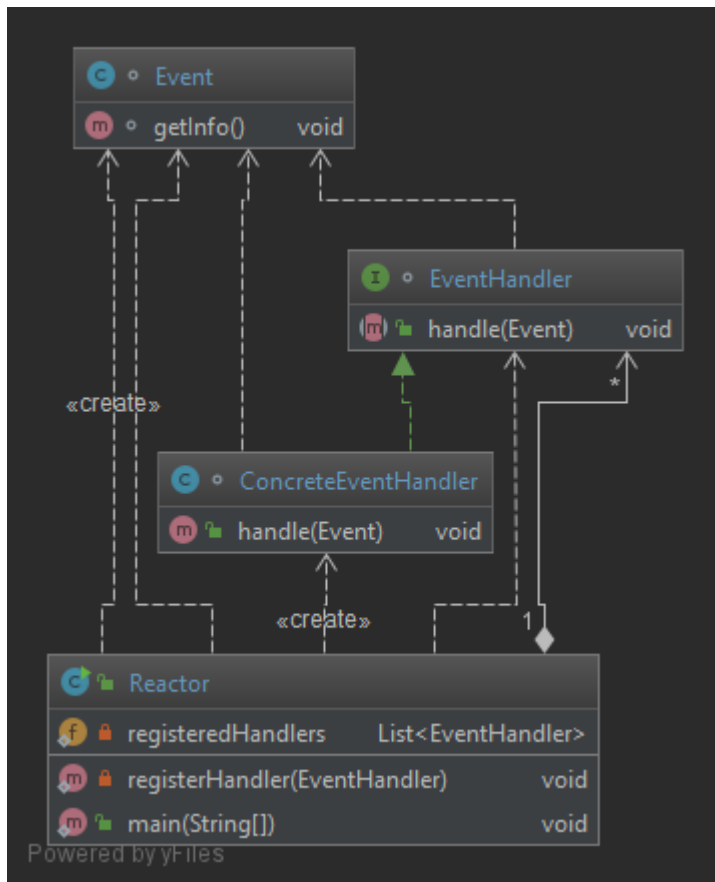 Event
getInfo() void
EventHandler
handle(Event) void
*
«create»
ConcreteEventHandler
handle(Event) void
«create»
1
Reactor
registeredHandlers List<EventHandler>
registerHandler(EventHandler) void
main(String[]) void
Powered by yFiles